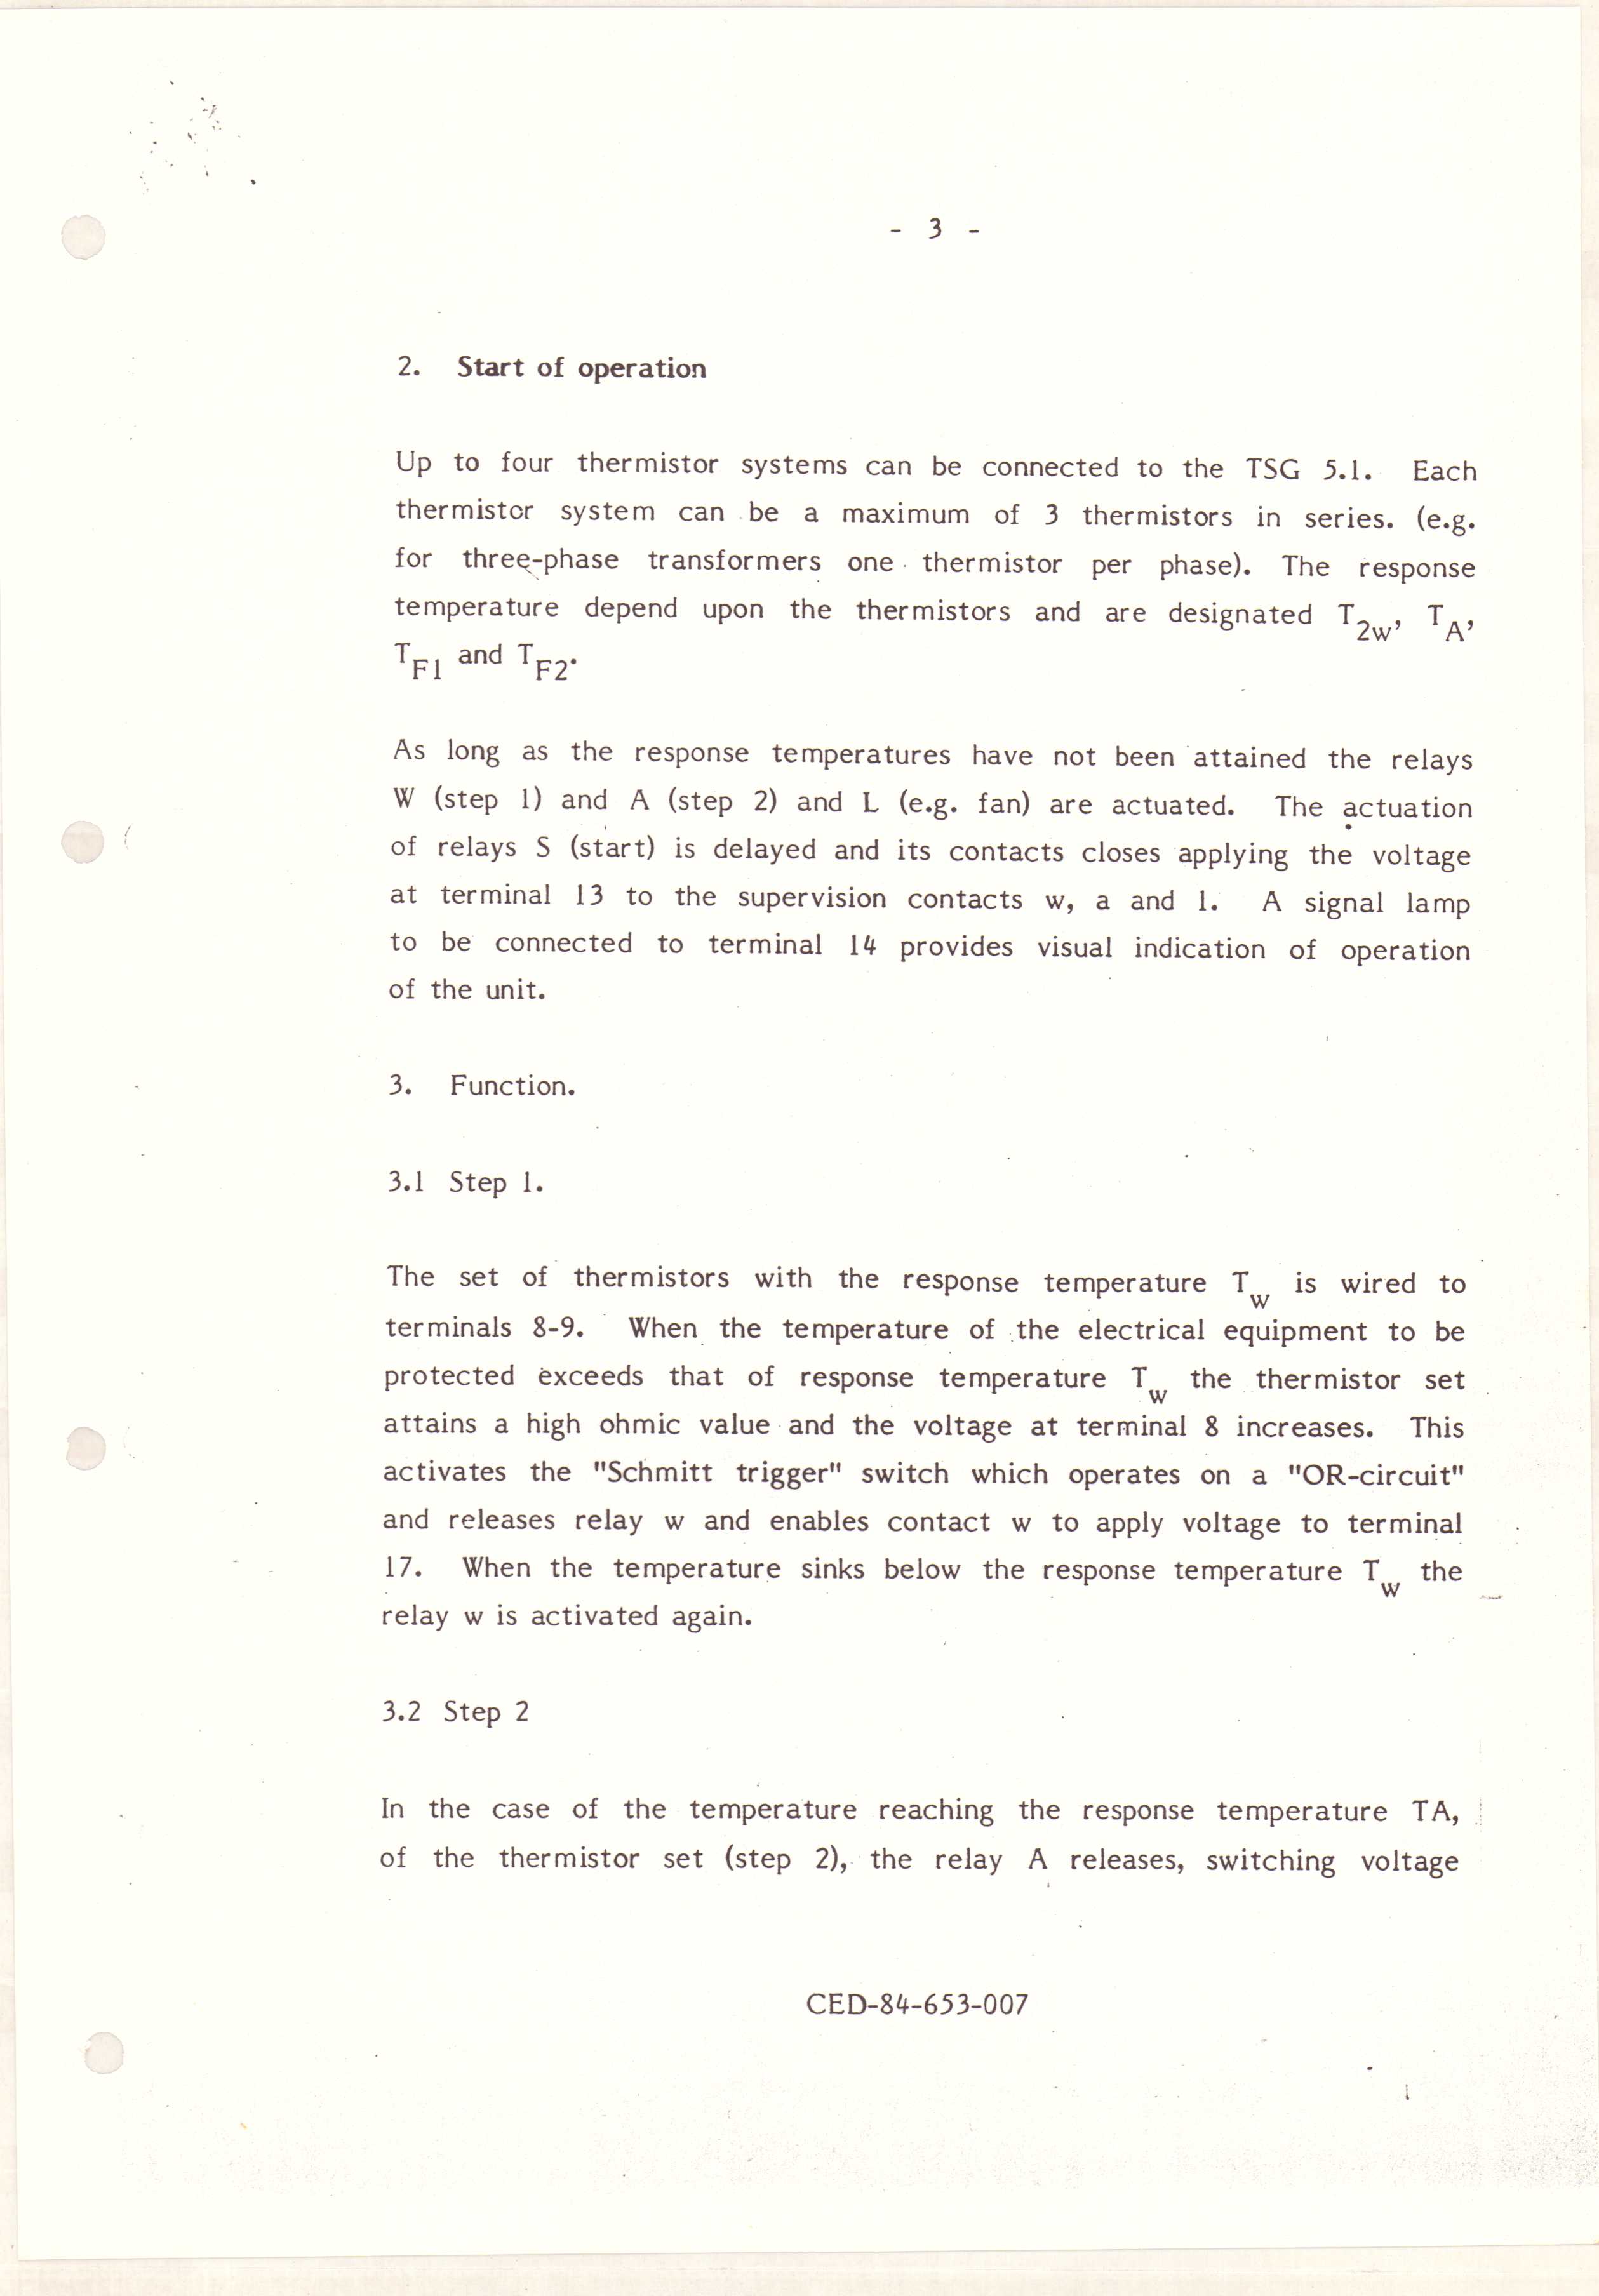 - 3 -
2. Start of operation
Up to four thermistor systems can be connected to the TSG 5.1. Each
thermistor system can be a maximum of 3 thermistors in series. (e.g.
for three-phase transformers one thermistor per phase). The response
temperature depend upon the thermistors and are designated T2w, TA,
TF1 and TF2.
As long as the response temperatures have not been attained the relays
W (step 1) and A (step 2) and L (e.g. fan) are actuated. The actuation
of relays S (start) is delayed and its contacts closes applying the voltage
at terminal 13 to the supervision contacts w, a and l. A signal lamp
to be connected to terminal 14 provides visual indication of operation
of the unit.
3. Function.
3.1 Step 1.
The set of thermistors with the response temperature Tw is wired to
terminals 8-9. When the temperature of the electrical equipment to be
protected exceeds that of response temperature Tw the thermistor set
attains a high ohmic value and the voltage at terminal 8 increases. This
activates the "Schmitt trigger" switch which operates on a "OR-circuit"
and releases relay w and enables contact w to apply voltage to terminal
17. When the temperature sinks below the response temperature Tw the
relay w is activated again.
3.2 Step 2
In the case of the temperature reaching the response temperature TA,
of the thermistor set (step 2), the relay A releases, switching voltage
CED-84-653-007